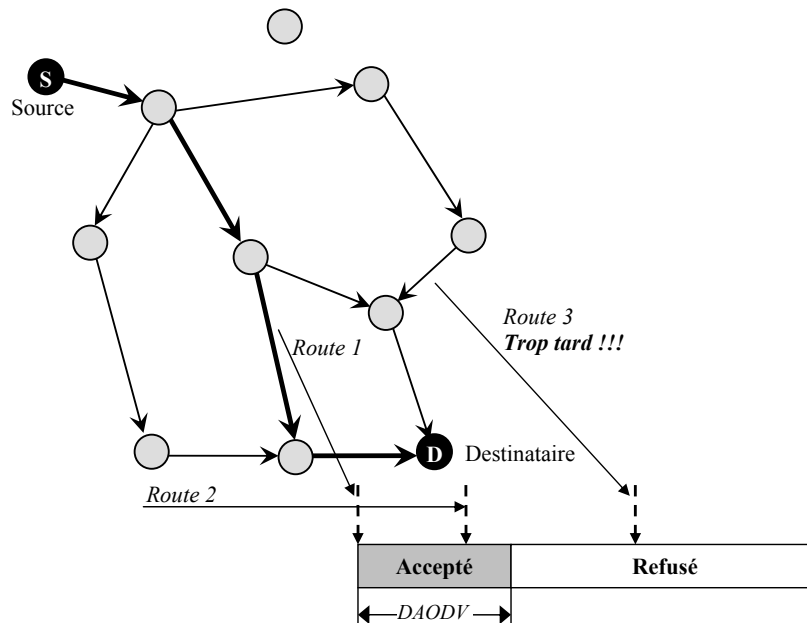 S
Source
Route 3
Trop tard !!!
Route 1
D
Destinataire
Route 2
Accepté
Refusé
DAODV